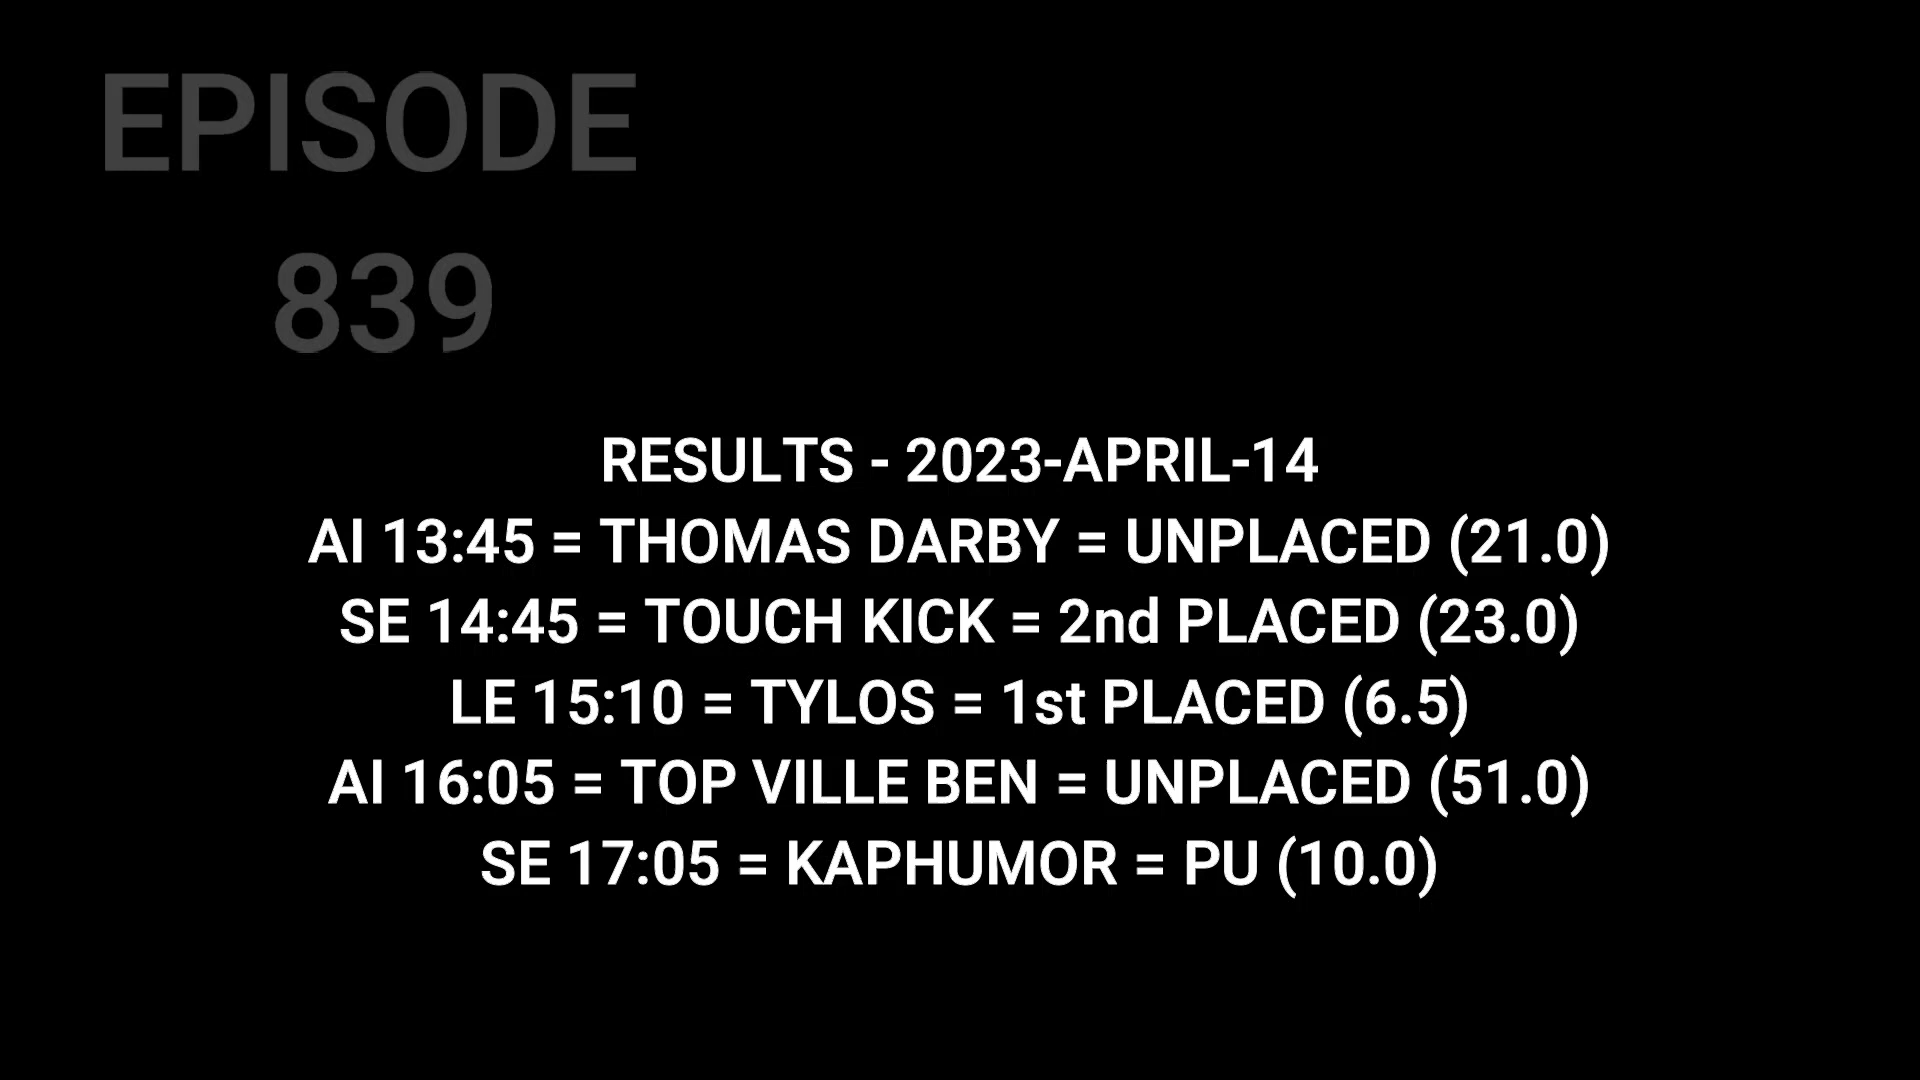 EPISODE
839
RESULTS - 2023-APRIL-14
AI 13:45 = THOMAS DARBY = UNPLACED (21.0)
SE 14:45 = TOUCH KICK = 2nd PLACED (23.0)
LE 15:10 = TYLOS = 1st PLACED (6.5)
AI 16:05 = TOP VILLE BEN = UNPLACED (51.0)
SE 17:05 = KAPHUMOR = PU (10.0)